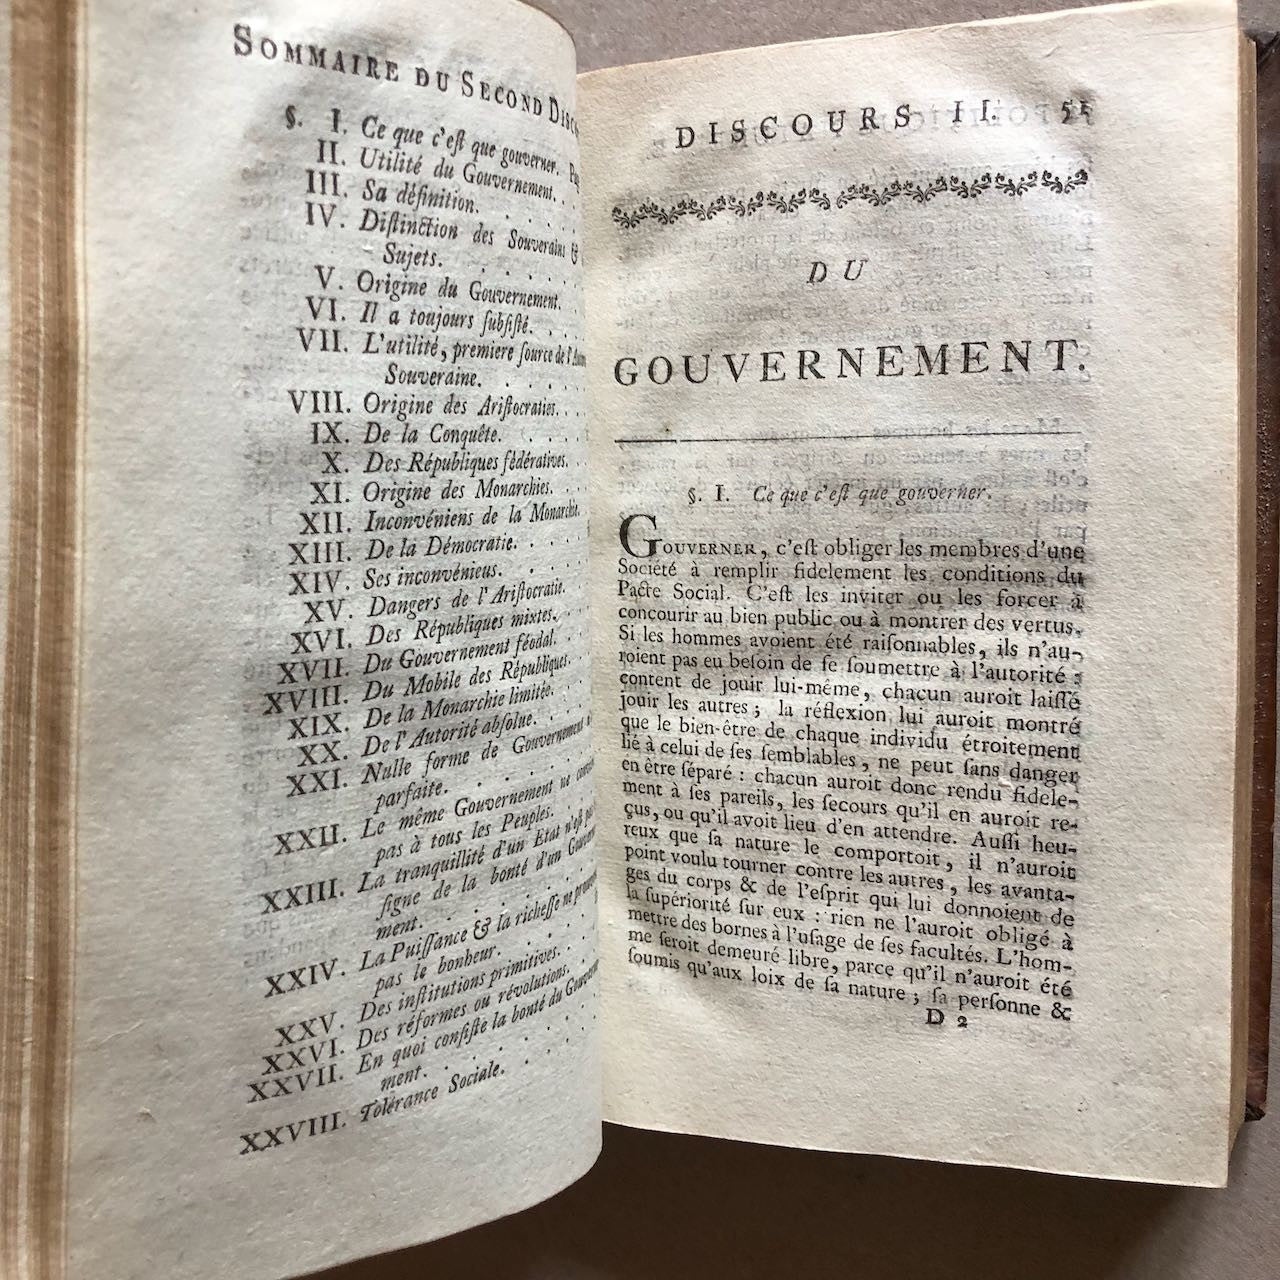 SOMMAIRE DU SECOND
§. I. Ce que c'eſt que gouverner.
II. Utilité du Gouvernement.
III. Sa définition.
IV. Diſtinction des Souverains &
Sujets.
V. Origine du Gouvernement.
VI. Il a toujours ſubſiſté.
VII. L'utilité, premiere ſource de
Souveraine.
VIII. Origine des Ariſtocraties.
IX. De la Conquête.
X. Des Républiques fédératives.
XI. Origine des Monarchies.
XII. Inconvéniens de la Monarchie.
XIII. De la Démocratie.
XIV. Ses inconvénieus.
XV. Dangers de l'Ariſtocratie.
XVI. Des Républiques mixtes.
XVII. Du Gouvernement féodal.
XVIII. Du Mobile des Républiques.
XIX. De la Monarchie limitée.
XX. De l'Autorité abſolue.
XXI. Nulle forme de Gouvernement
parfaite.
XXII. Le même Gouvernement ne
pas à tous les Peuples.
XXIII. La tranquillité d'un Etat n'eſt
ſigne de la bonté d'un
ment.
XXIV. La Puiſſance & la richeſſe ne
pas le bonheur.
XXV. Des inſtitutions primitives.
XXVI. Des réformes ou révolutions.
XXVII. En quoi conſiſte la bonté du
ment.
XXVIII. Tolérance Sociale.
DISCOURS II. 55
DU
GOUVERNEMENT.
§. I. Ce que c'eſt que gouverner.
GOUVERNER, c'eſt obliger les membres d'une
Société à remplir fidelement les conditions du
Pacte Social. C'eſt les inviter ou les forcer à
concourir au bien public ou à montrer des vertus.
Si les hommes avoient été raiſonnables, ils n'au-
roient pas eu beſoin de ſe ſoumettre à l'autorité :
content de jouir lui-même, chacun auroit laiſſé
jouir les autres ; la réflexion lui auroit montré
que le bien-être de chaque individu étroitement
lié à celui de ſes ſemblables, ne peut ſans danger
en être ſéparé : chacun auroit donc rendu fidele-
ment à ſes pareils, les ſecours qu'il en auroit re-
çus, ou qu'il avoit lieu d'en attendre. Auſſi heu-
reux que ſa nature le comportoit, il n'auroit
point voulu tourner contre les autres, les avanta-
ges du corps & de l'eſprit qui lui donnoient de
la ſupériorité ſur eux : rien ne l'auroit obligé à
mettre des bornes à l'uſage de ſes facultés. L'hom-
me ſeroit demeuré libre, parce qu'il n'auroit été
ſoumis qu'aux loix de ſa nature ; ſa perſonne &
D 2